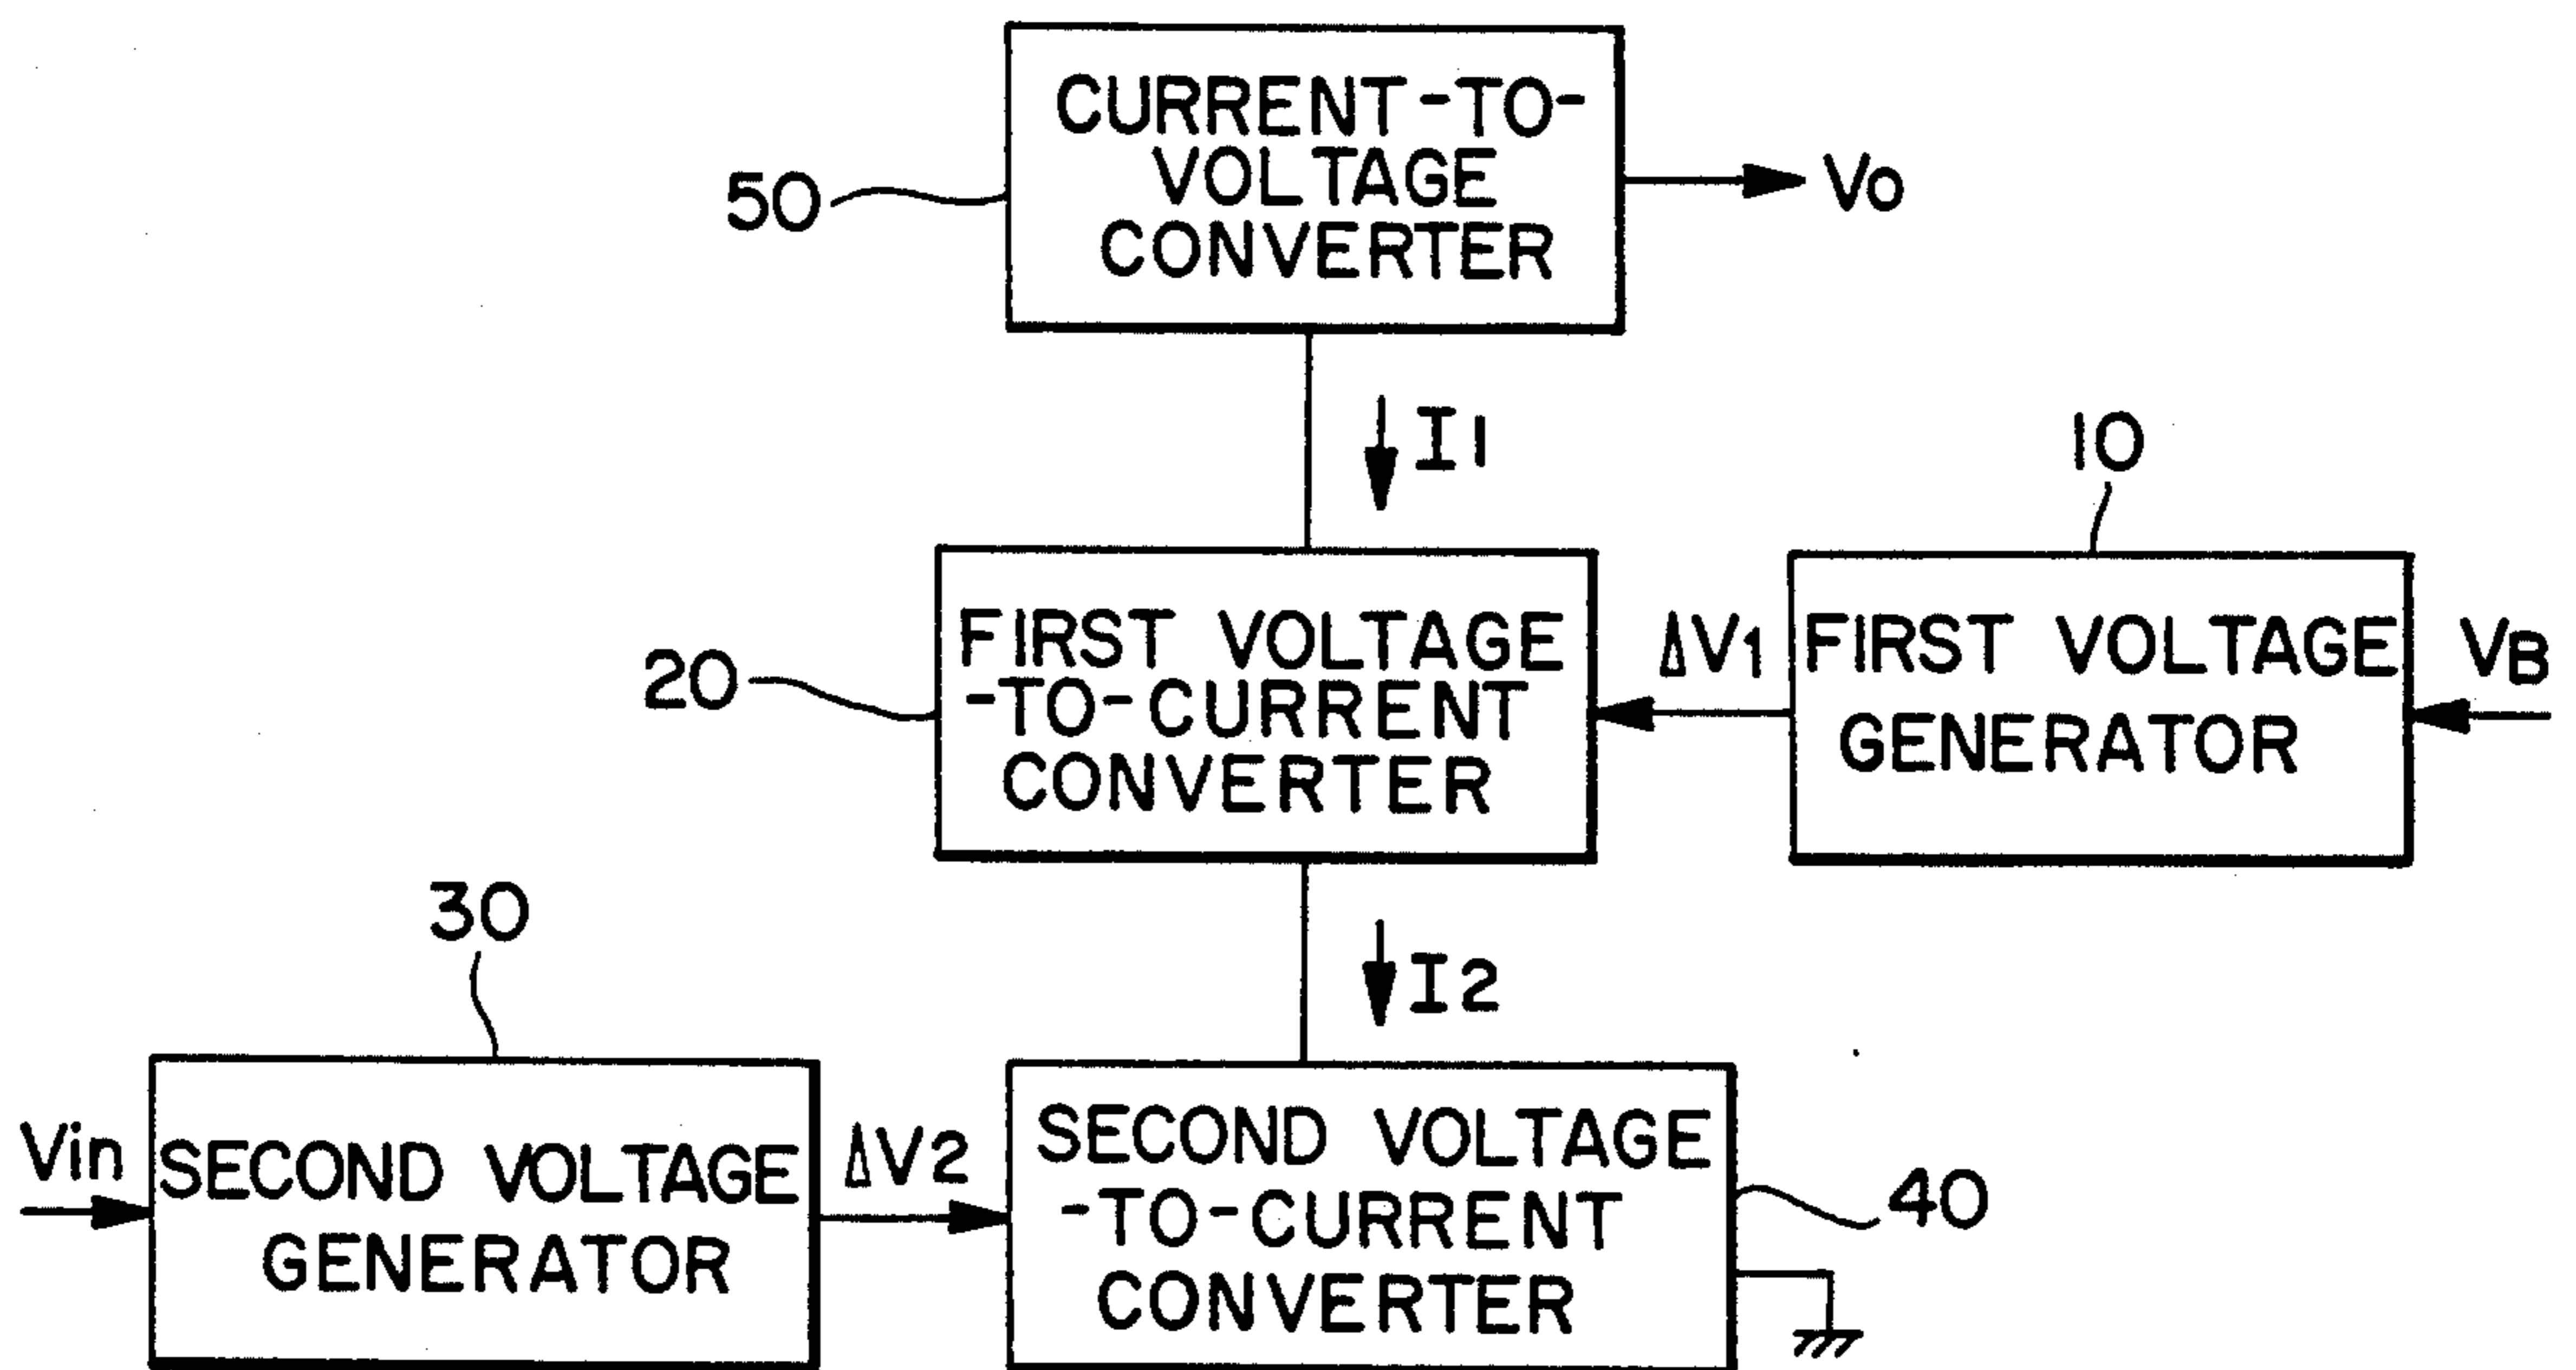 CURRENT-TO-
VOLTAGE
CONVERTER
50
Vo
I1
10
FIRST VOLTAGE
-TO-CURRENT
CONVERTER
20
ΔV1
FIRST VOLTAGE
GENERATOR
VB
30
I2
Vin
SECOND VOLTAGE
GENERATOR
ΔV2
SECOND VOLTAGE
-TO-CURRENT
CONVERTER
40